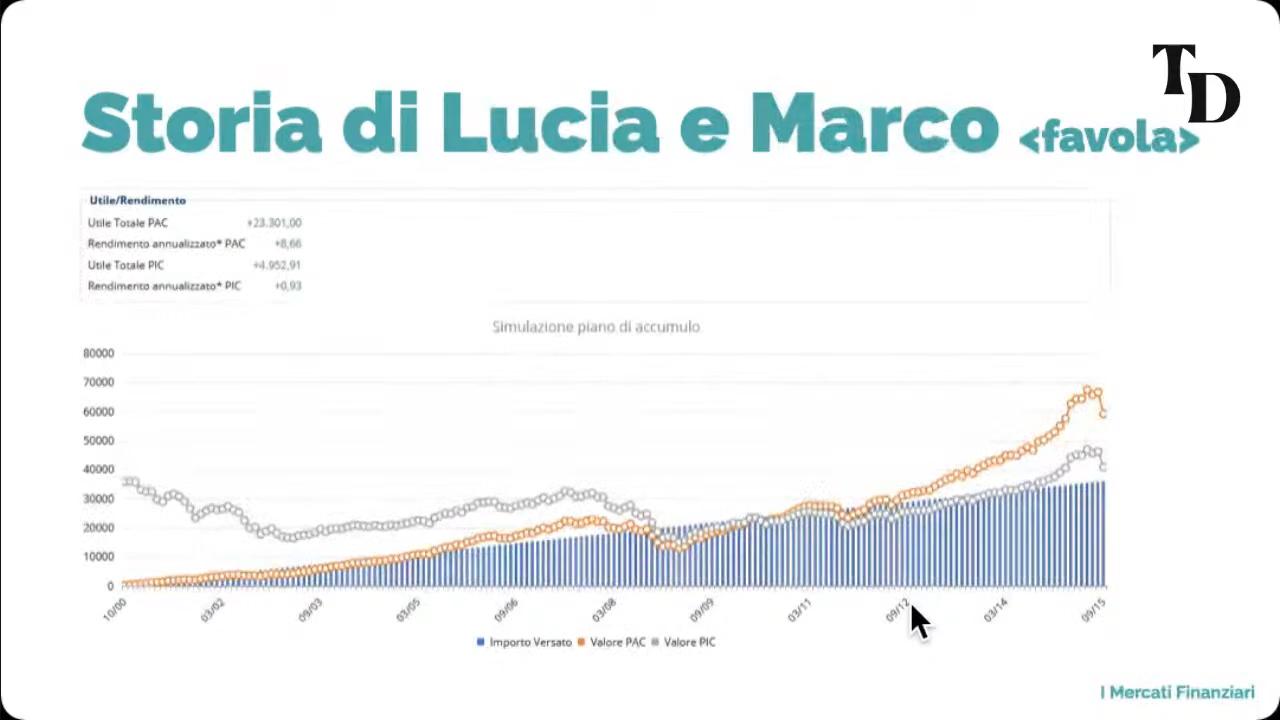 TD
Storia di Lucia e Marco <favola>
Utile/Rendimento
Utile Totale PAC +23.301,00
Rendimento annualizzato* PAC +8,66
Utile Totale PIC +4.952,91
Rendimento annualizzato* PIC +0,93
Simulazione piano di accumulo
80000
70000
60000
50000
40000
30000
20000
10000
0
10/00 03/02 09/03 03/05 09/06 03/08 09/09 03/11 09/12 03/14 09/15
Importo Versato Valore PAC Valore PIC
I Mercati Finanziari